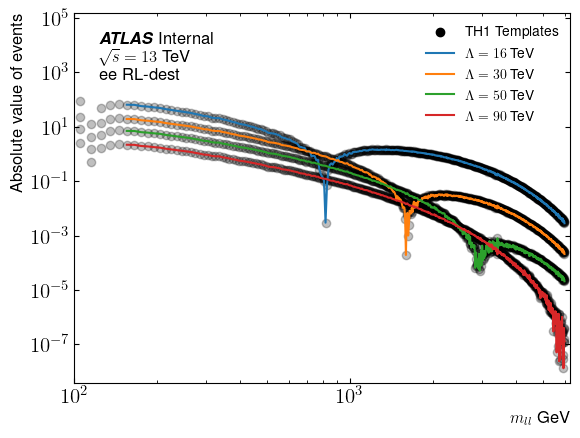 Absolute value of events
10^5
10^3
10^1
10^−1
10^−3
10^−5
10^−7
ATLAS Internal
√s = 13 TeV
ee RL-dest
TH1 Templates
Λ = 16 TeV
Λ = 30 TeV
Λ = 50 TeV
Λ = 90 TeV
10^2
10^3
m_ll GeV